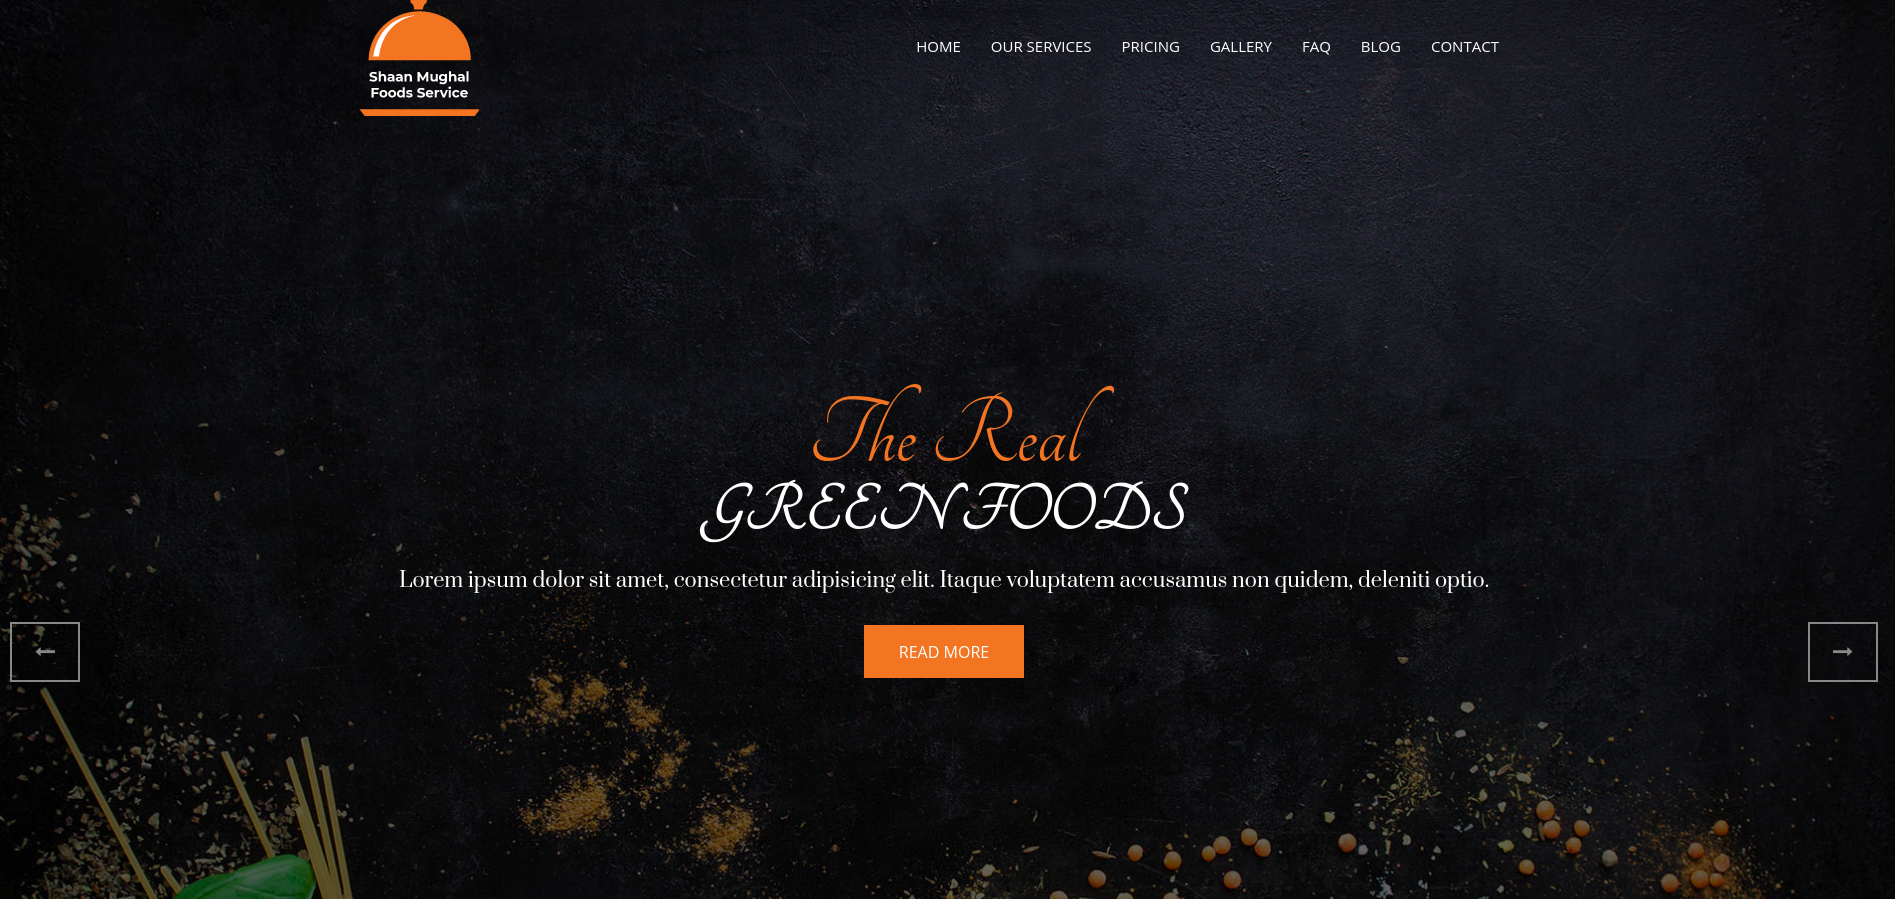 Shaan Mughal
Foods Service
HOME OUR SERVICES PRICING GALLERY FAQ BLOG CONTACT
The Real
GREEN FOODS
Lorem ipsum dolor sit amet, consectetur adipisicing elit. Itaque voluptatem accusamus non quidem, deleniti optio.
READ MORE